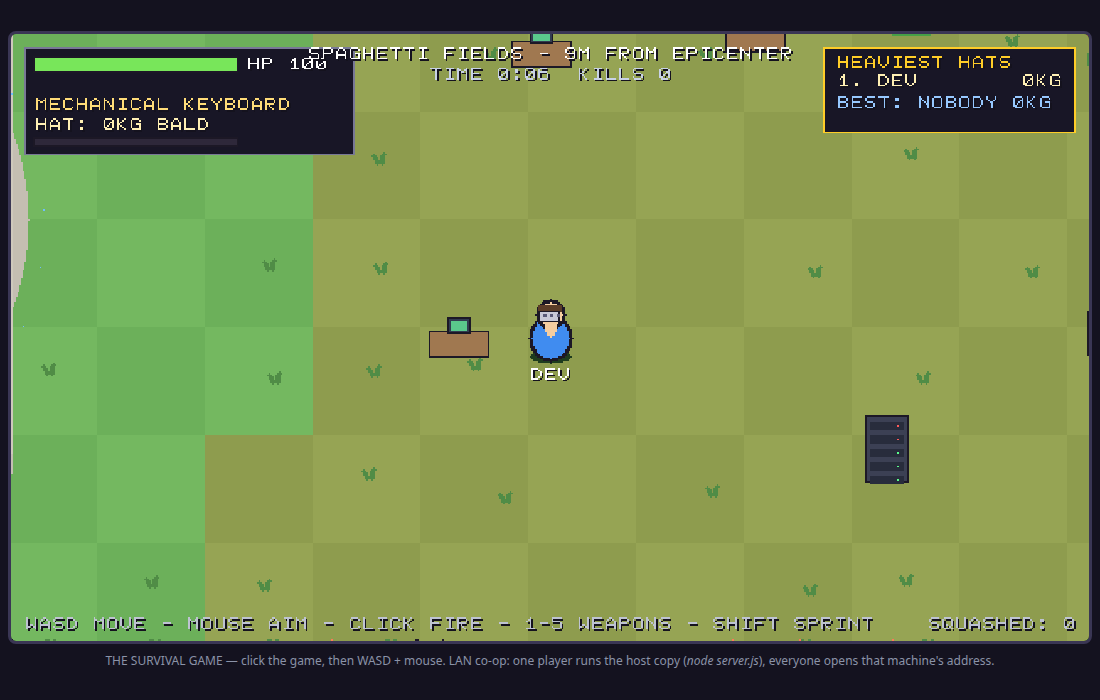 SPAGHETTI FIELDS - 9M FROM EPICENTER
TIME 0:06 KILLS 0
HP 100
MECHANICAL KEYBOARD
HAT: 0KG BALD
HEAVIEST HATS
1. DEV 0KG
BEST: NOBODY 0KG
DEV
WASD MOVE - MOUSE AIM - CLICK FIRE - 1-5 WEAPONS - SHIFT SPRINT
SQUASHED: 0
THE SURVIVAL GAME — click the game, then WASD + mouse. LAN co-op: one player runs the host copy (node server.js), everyone opens that machine's address.